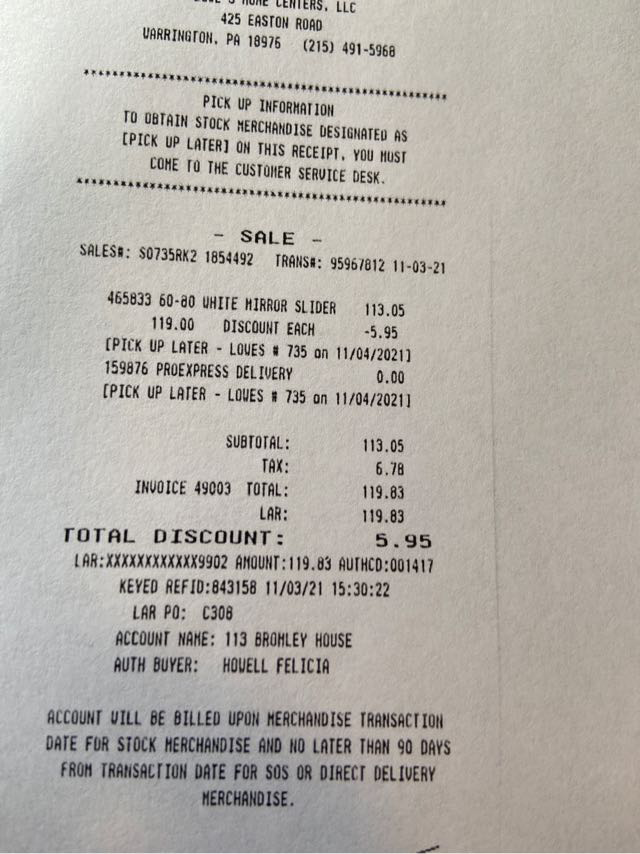 HOME CENTERS, LLC
425 EASTON ROAD
WARRINGTON, PA 18976 (215) 491-5968
****************************************************
PICK UP INFORMATION
TO OBTAIN STOCK MERCHANDISE DESIGNATED AS
[PICK UP LATER] ON THIS RECEIPT, YOU MUST
COME TO THE CUSTOMER SERVICE DESK.
****************************************************
- SALE -
SALES#: S0735RK2 1854492 TRANS#: 95967812 11-03-21
465833 60-80 WHITE MIRROR SLIDER 113.05
119.00 DISCOUNT EACH -5.95
[PICK UP LATER - LOWES # 735 on 11/04/2021]
159876 PROEXPRESS DELIVERY 0.00
[PICK UP LATER - LOWES # 735 on 11/04/2021]
SUBTOTAL: 113.05
TAX: 6.78
INVOICE 49003 TOTAL: 119.83
LAR: 119.83
TOTAL DISCOUNT: 5.95
LAR:XXXXXXXXXXXX9902 AMOUNT:119.83 AUTHCD:001417
KEYED REFID:843158 11/03/21 15:30:22
LAR PO: C308
ACCOUNT NAME: 113 BROMLEY HOUSE
AUTH BUYER: HOWELL FELICIA
ACCOUNT WILL BE BILLED UPON MERCHANDISE TRANSACTION
DATE FOR STOCK MERCHANDISE AND NO LATER THAN 90 DAYS
FROM TRANSACTION DATE FOR SOS OR DIRECT DELIVERY
MERCHANDISE.